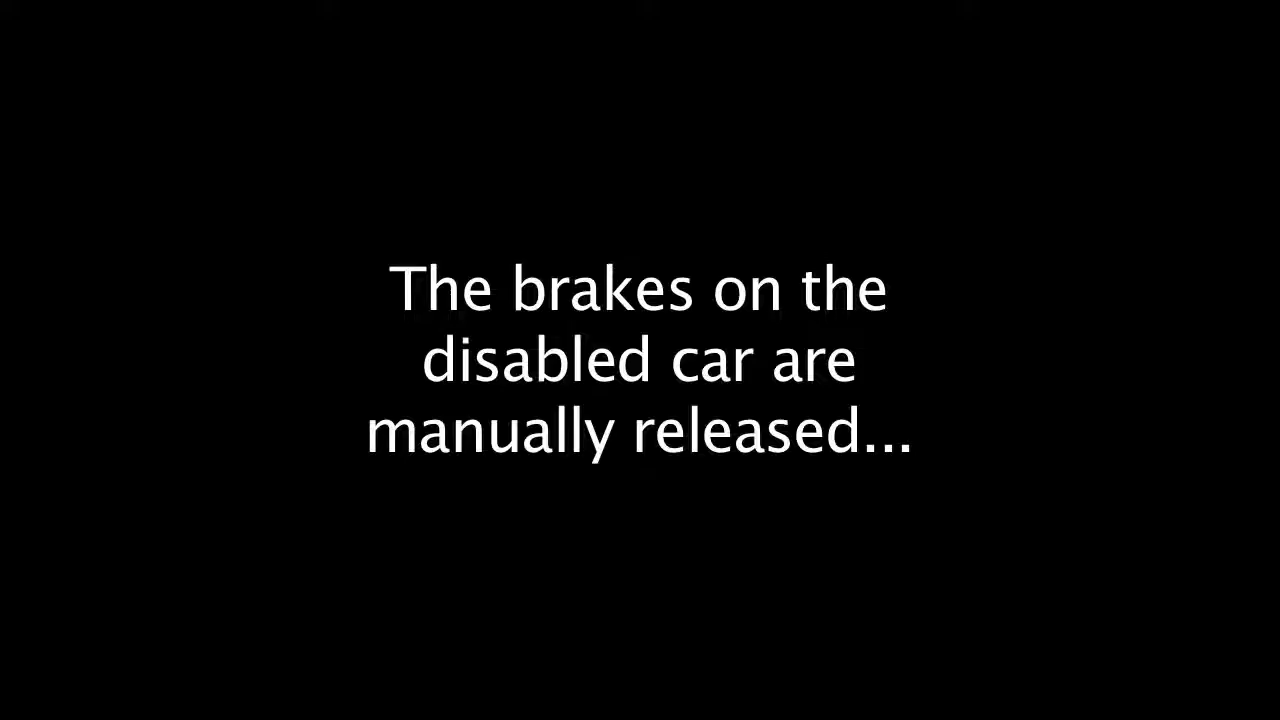 The brakes on the
disabled car are
manually released...